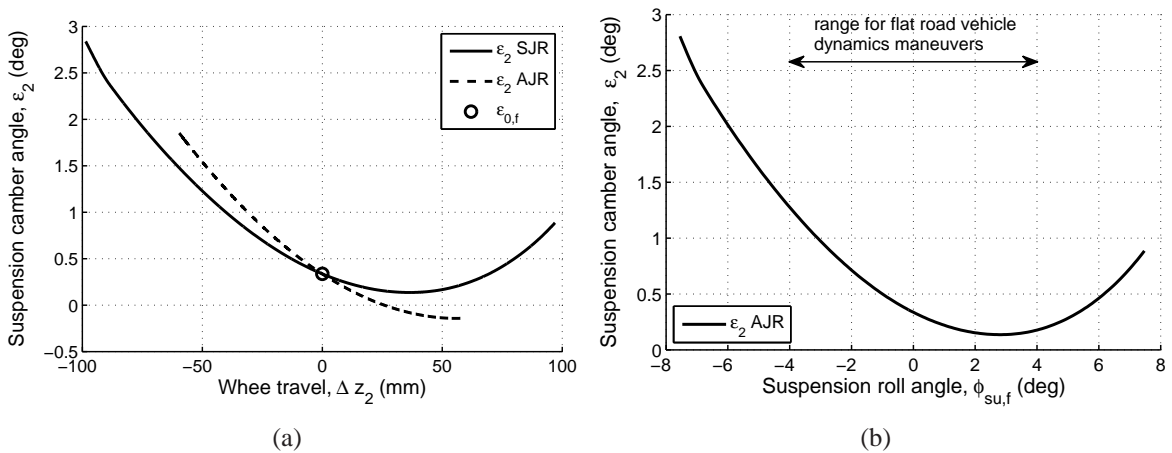 3
2.5
2
1.5
1
0.5
0
−0.5
−100
−50
0
50
100
Suspension camber angle, ε2 (deg)
Whee travel, Δ z2 (mm)
ε2 SJR
ε2 AJR
ε0,f
(a)
3
2.5
2
1.5
1
0.5
0
−8
−6
−4
−2
0
2
4
6
8
Suspension camber angle, ε2 (deg)
Suspension roll angle, ϕsu,f (deg)
range for flat road vehicle
dynamics maneuvers
ε2 AJR
(b)